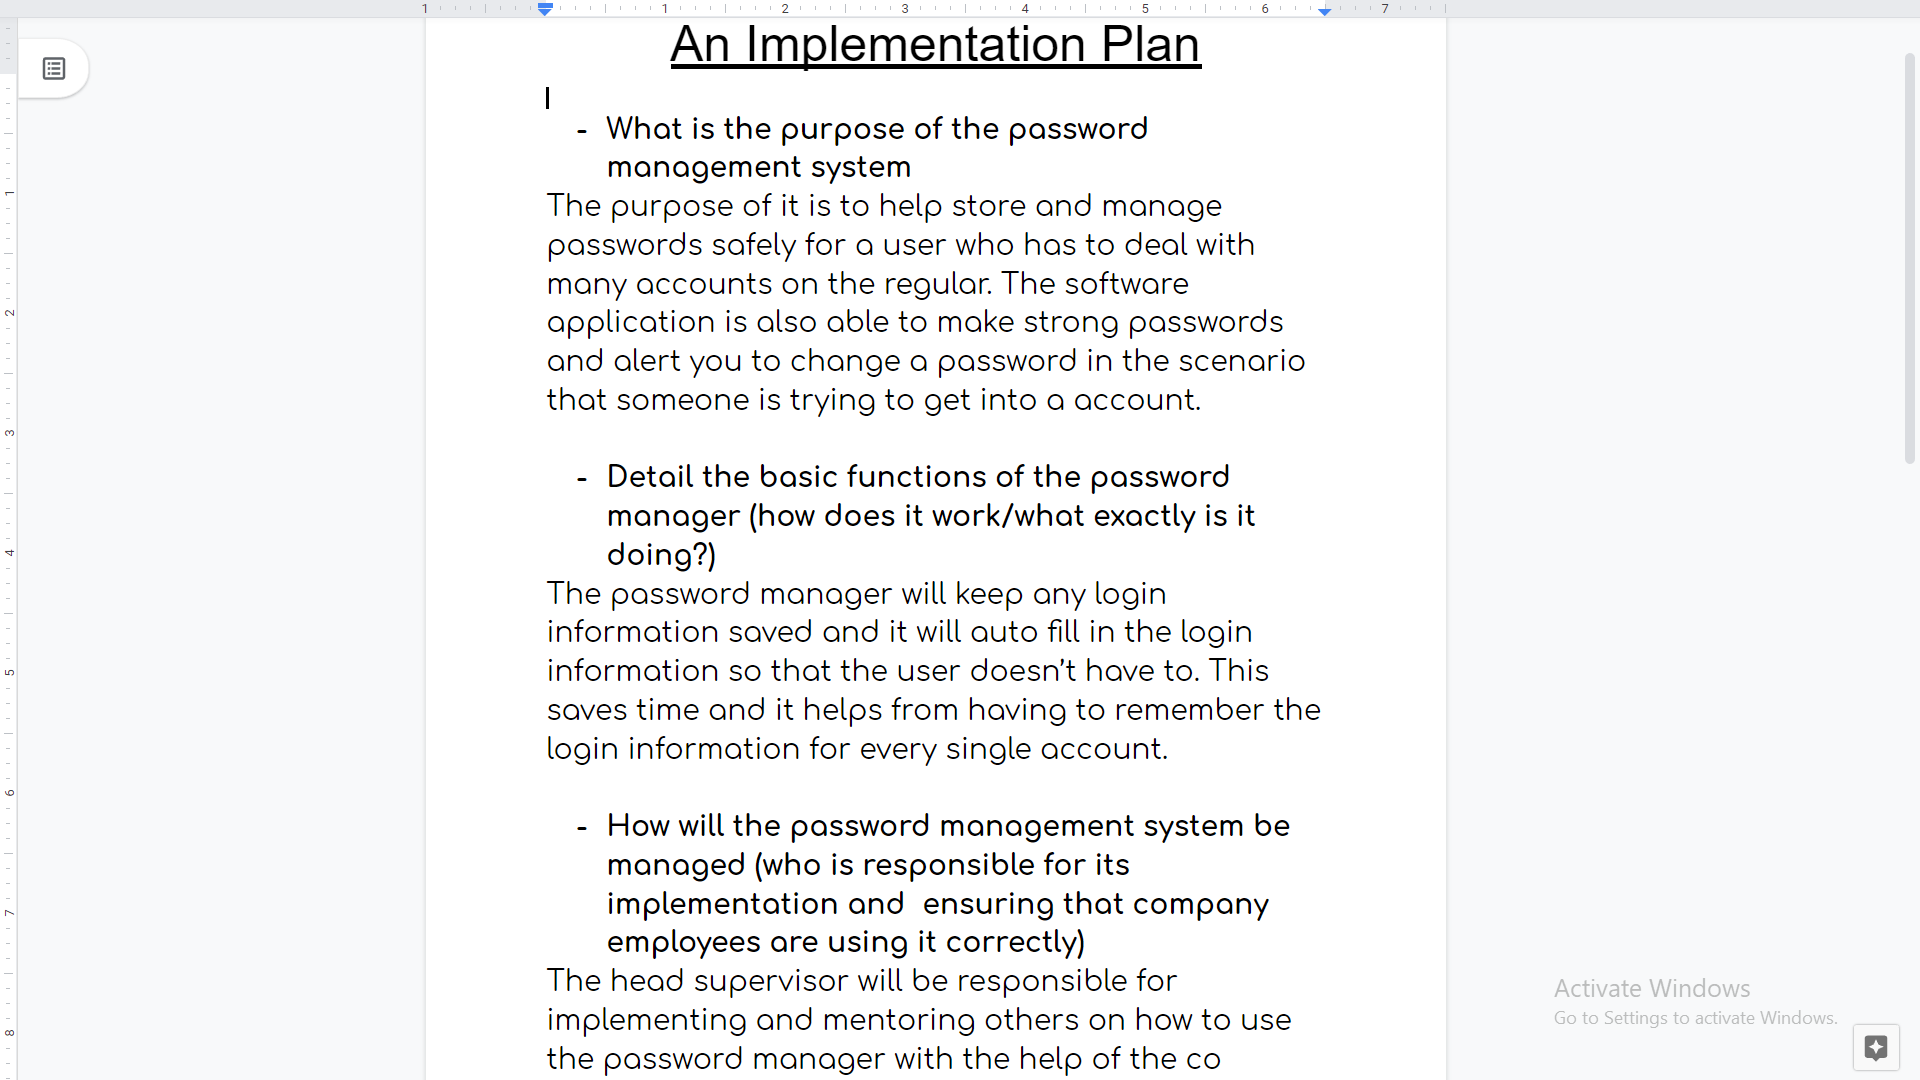 1 1 2 3 4 5 6 7
An Implementation Plan
- What is the purpose of the password
management system
The purpose of it is to help store and manage
passwords safely for a user who has to deal with
many accounts on the regular. The software
application is also able to make strong passwords
and alert you to change a password in the scenario
that someone is trying to get into a account.
- Detail the basic functions of the password
manager (how does it work/what exactly is it
doing?)
The password manager will keep any login
information saved and it will auto fill in the login
information so that the user doesn’t have to. This
saves time and it helps from having to remember the
login information for every single account.
- How will the password management system be
managed (who is responsible for its
implementation and  ensuring that company
employees are using it correctly)
The head supervisor will be responsible for
implementing and mentoring others on how to use
the password manager with the help of the co
1
2
3
4
5
6
7
8
Activate Windows
Go to Settings to activate Windows.